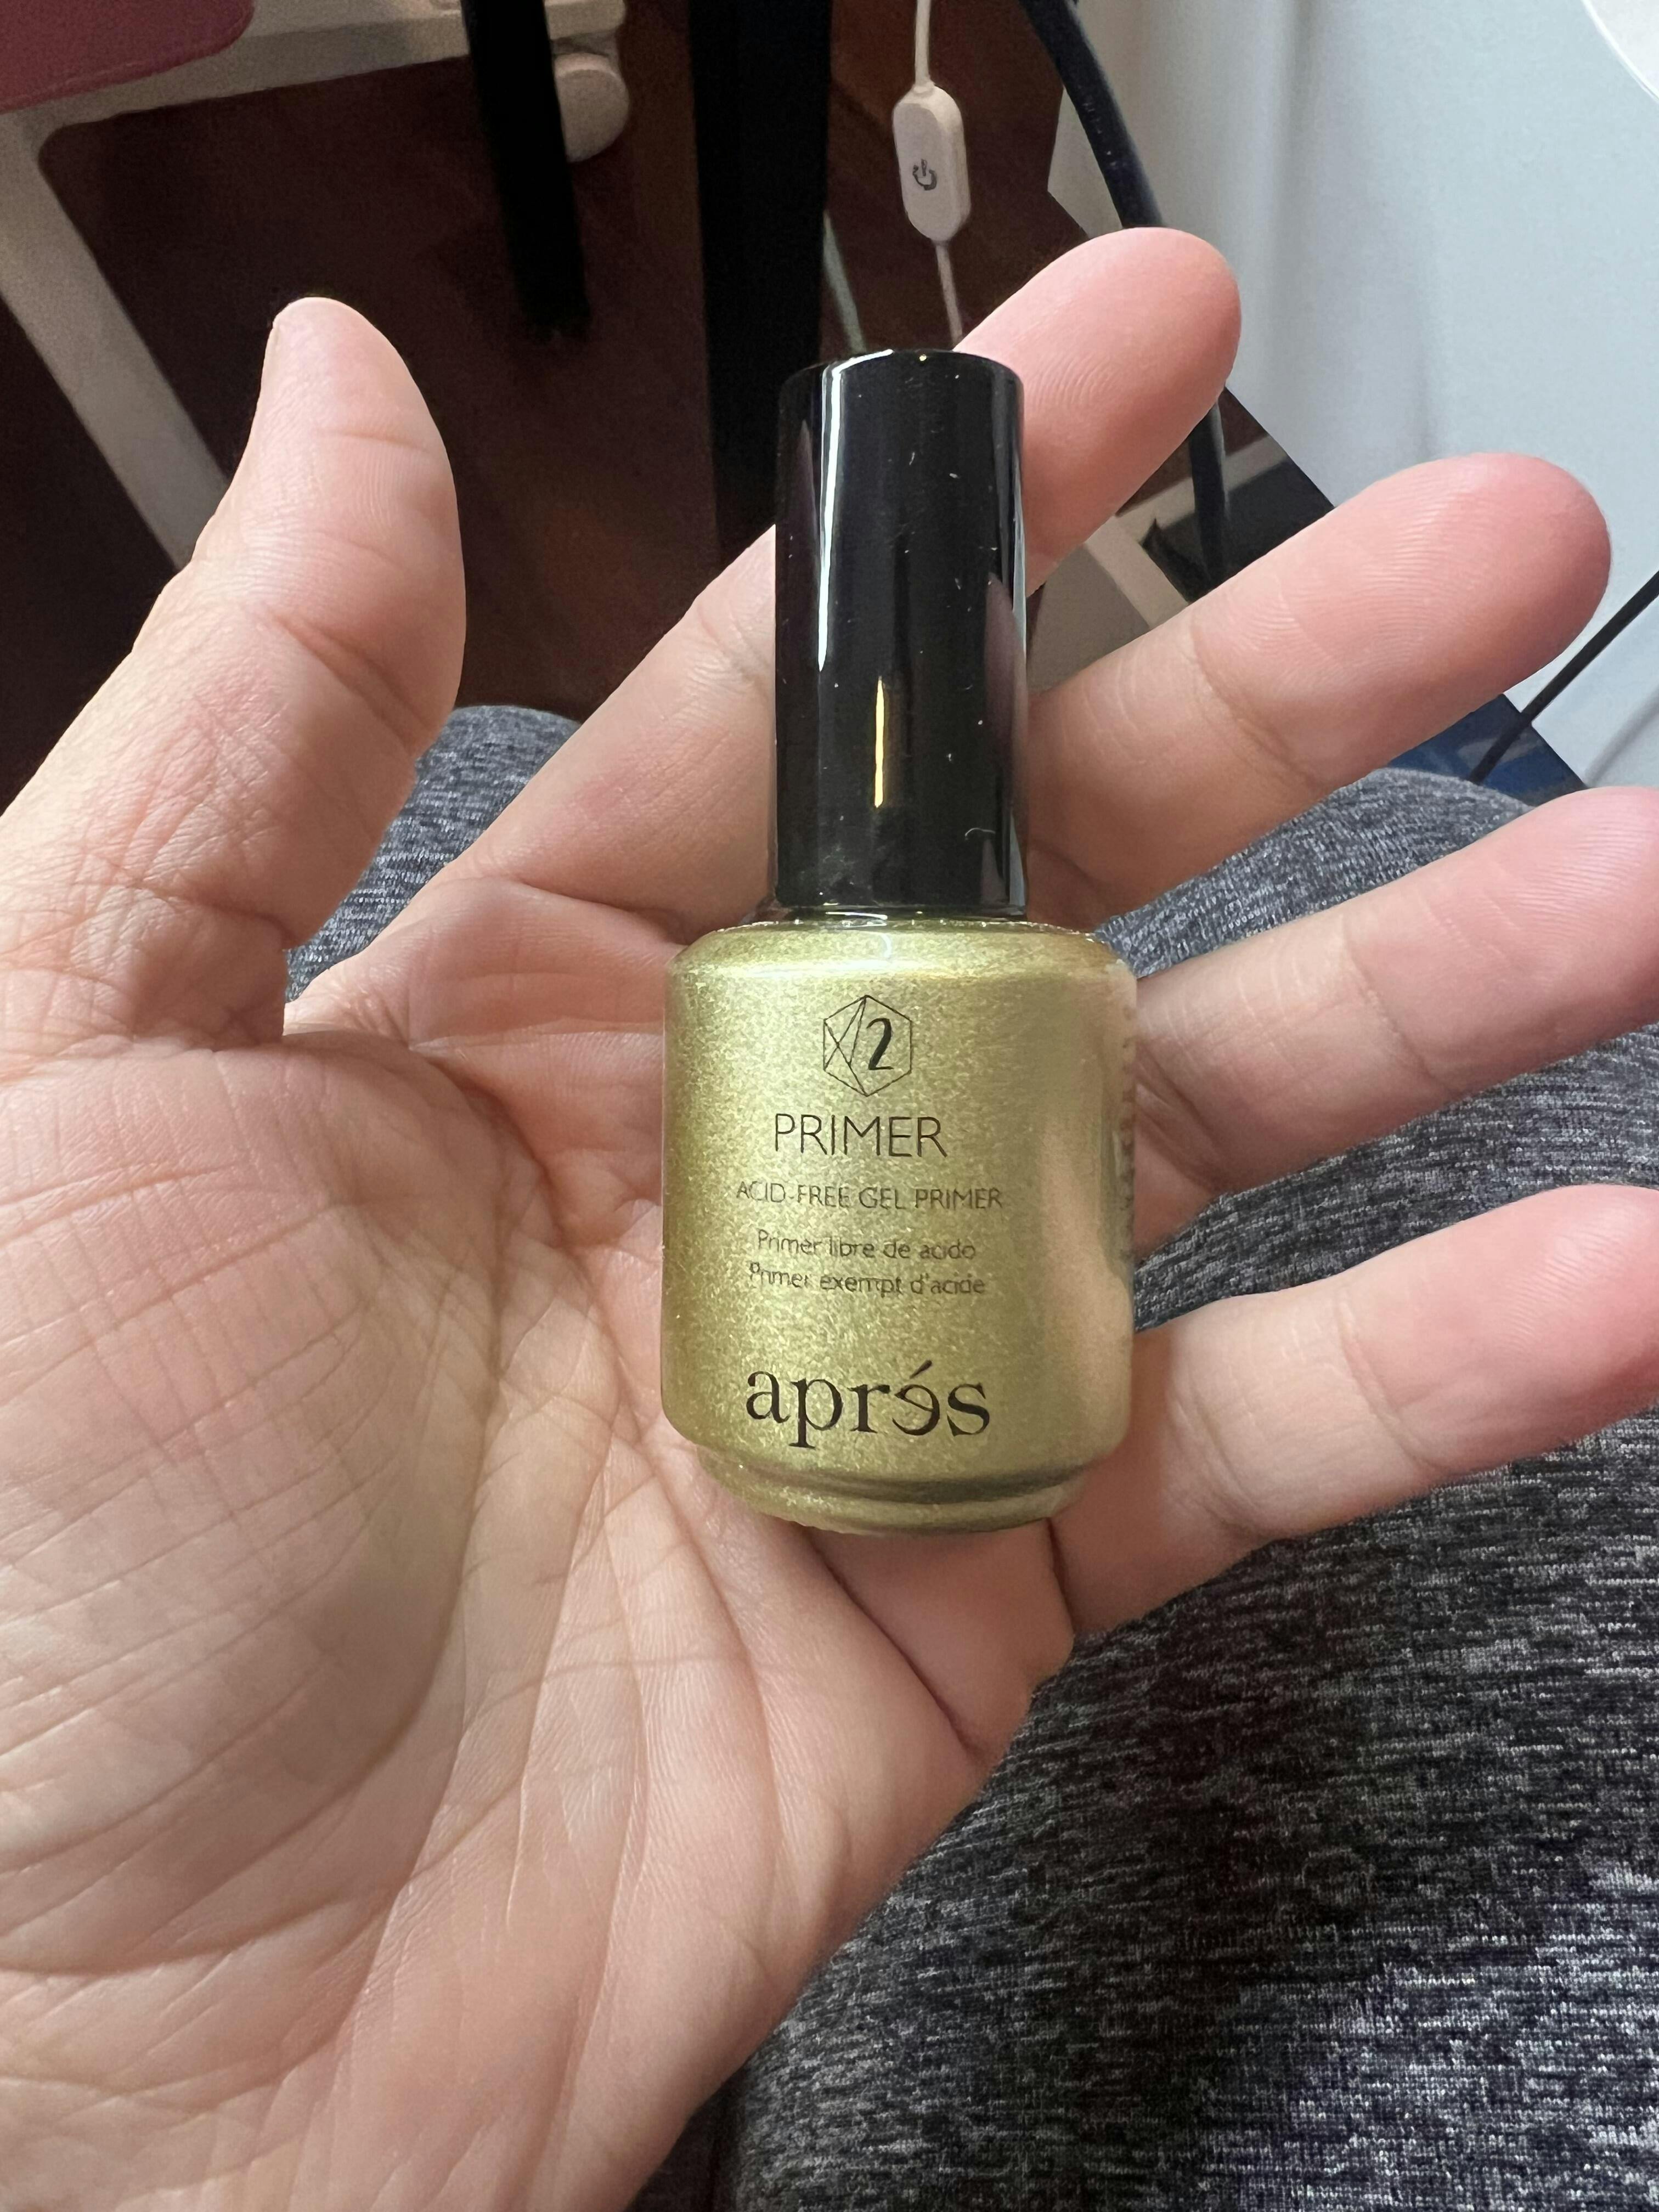 2
PRIMER
ACID-FREE GEL PRIMER
Primer libre de acido
Primer exempt d'acide
aprés